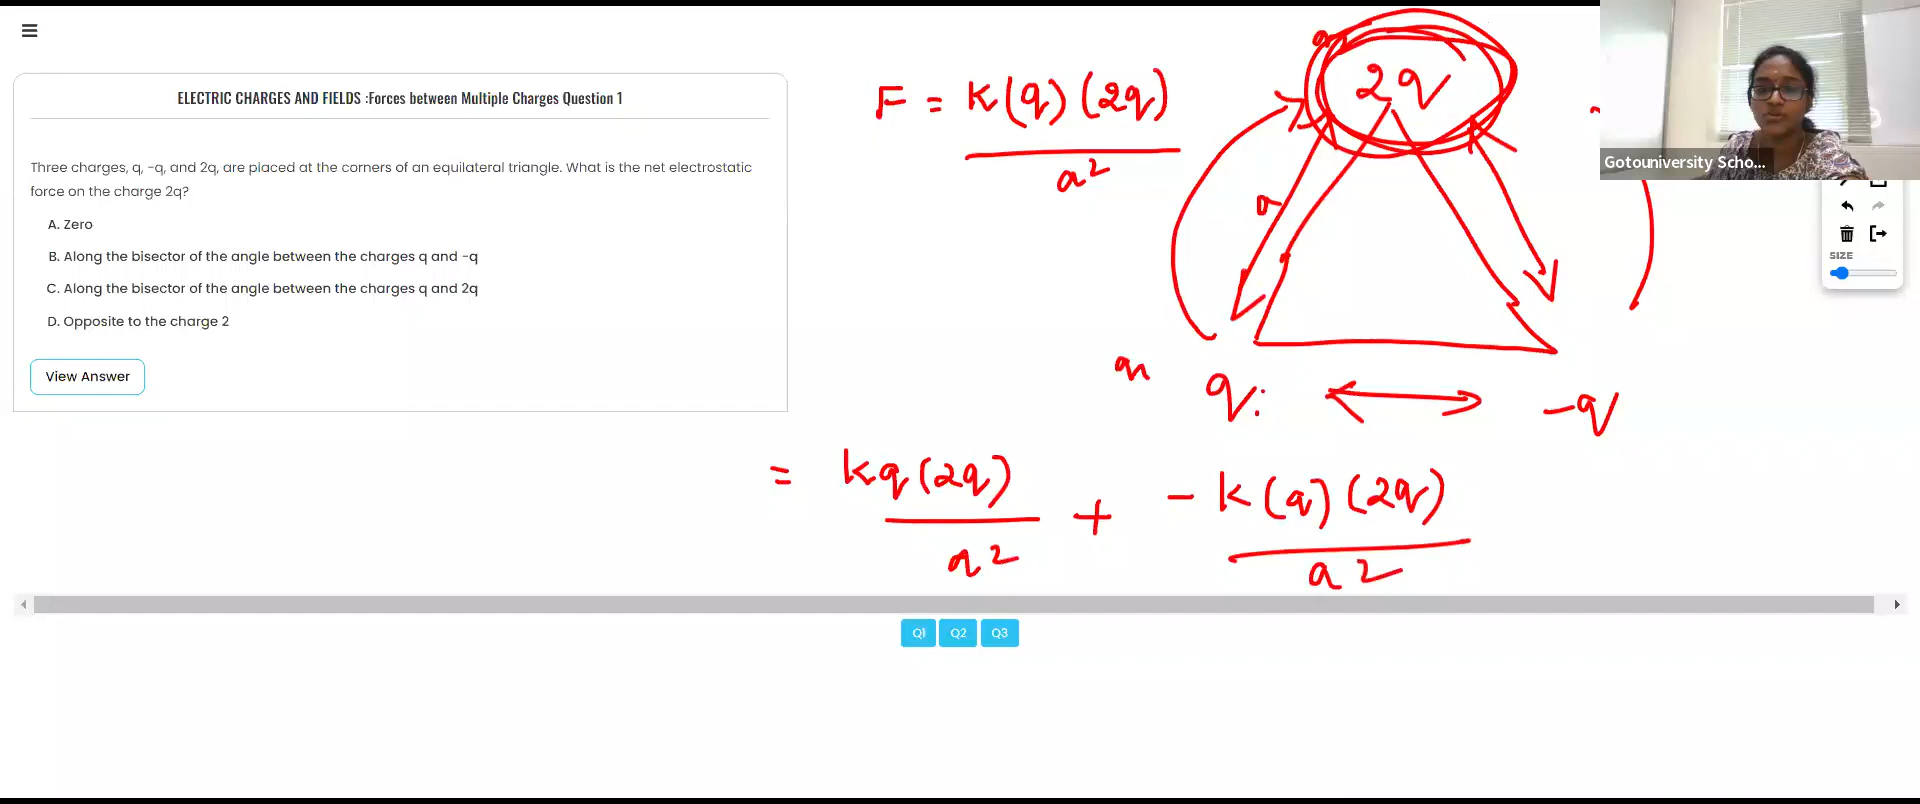 ELECTRIC CHARGES AND FIELDS :Forces between Multiple Charges Question 1
Three charges, q, -q, and 2q, are placed at the corners of an equilateral triangle. What is the net electrostatic
force on the charge 2q?
A. Zero
B. Along the bisector of the angle between the charges q and -q
C. Along the bisector of the angle between the charges q and 2q
D. Opposite to the charge 2
View Answer
F = K(q)(2q)
a2
2q
a
q
-q
= kq(2q) + -k(q)(2q)
a2 a2
Gotouniversity Scho...
SIZE
Q1 Q2 Q3